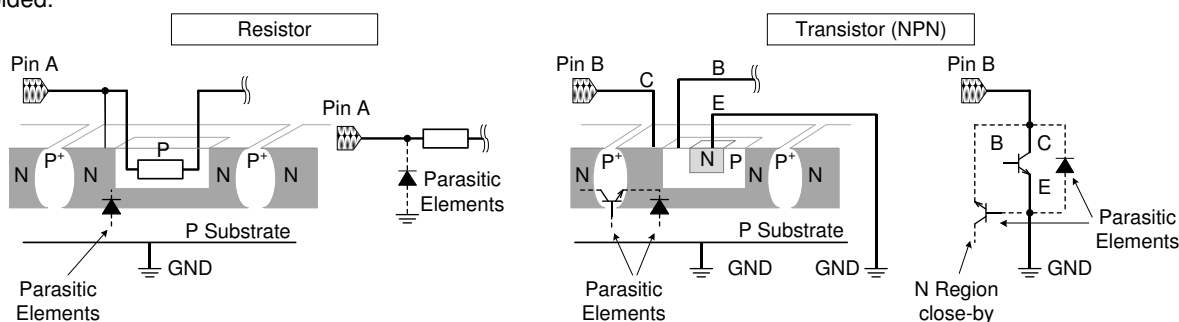 Resistor
Transistor (NPN)
Pin A
Pin A
N
P+
N
P
N
P+
N
Parasitic
Elements
P Substrate
GND
Parasitic
Elements
Pin B
C
B
E
N
P+
N
N
P
N
P+
N
P Substrate
GND
GND
Parasitic
Elements
Pin B
B
C
E
Parasitic
Elements
GND
N Region
close-by